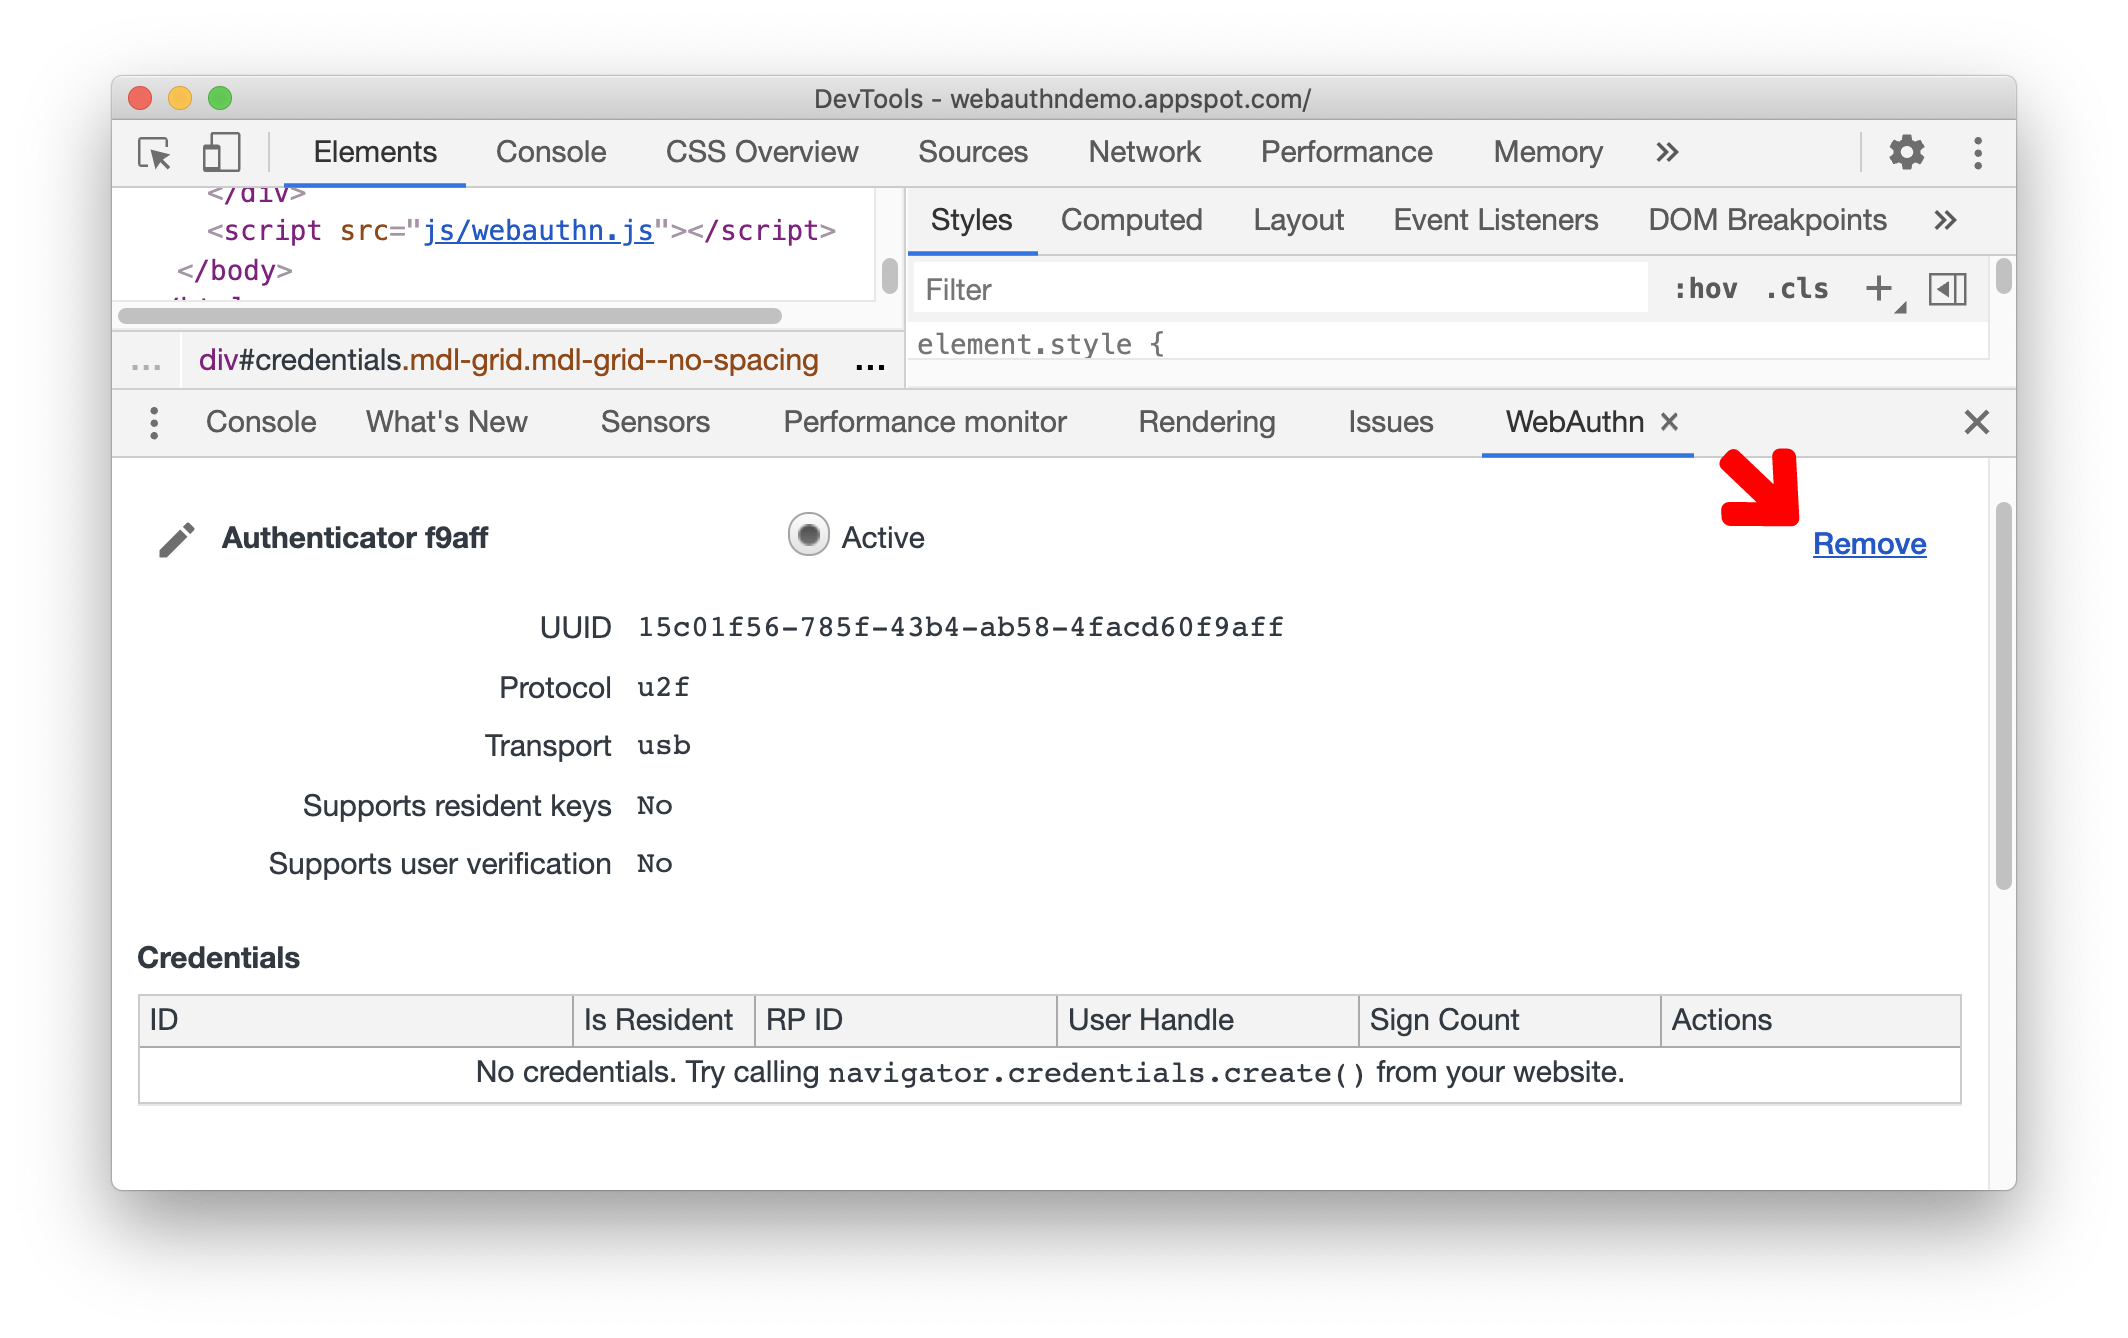 DevTools - webauthndemo.appspot.com/
Elements Console CSS Overview Sources Network Performance Memory »
</div>
<script src="js/webauthn.js"></script>
</body>
... div#credentials.mdl-grid.mdl-grid--no-spacing ...
Styles Computed Layout Event Listeners DOM Breakpoints »
Filter :hov .cls +
element.style {
Console What's New Sensors Performance monitor Rendering Issues WebAuthn ×
Authenticator f9aff Active Remove
UUID 15c01f56-785f-43b4-ab58-4facd60f9aff
Protocol u2f
Transport usb
Supports resident keys No
Supports user verification No
Credentials
ID Is Resident RP ID User Handle Sign Count Actions
No credentials. Try calling navigator.credentials.create() from your website.